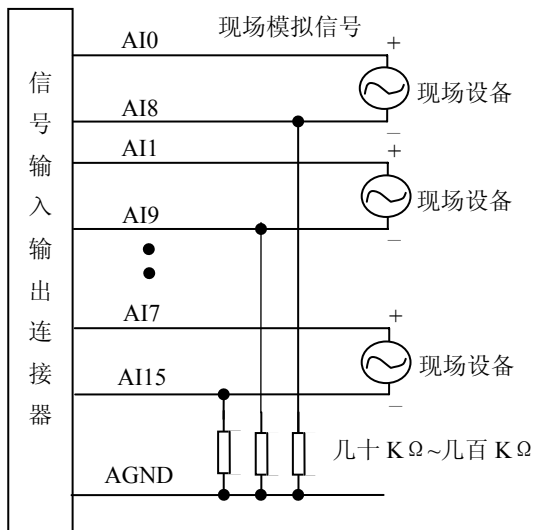 现场模拟信号
信号输入输出连接器
AI0
+
现场设备
AI8
−
AI1
+
现场设备
AI9
−
AI7
+
现场设备
AI15
−
几十 K Ω~几百 K Ω
AGND